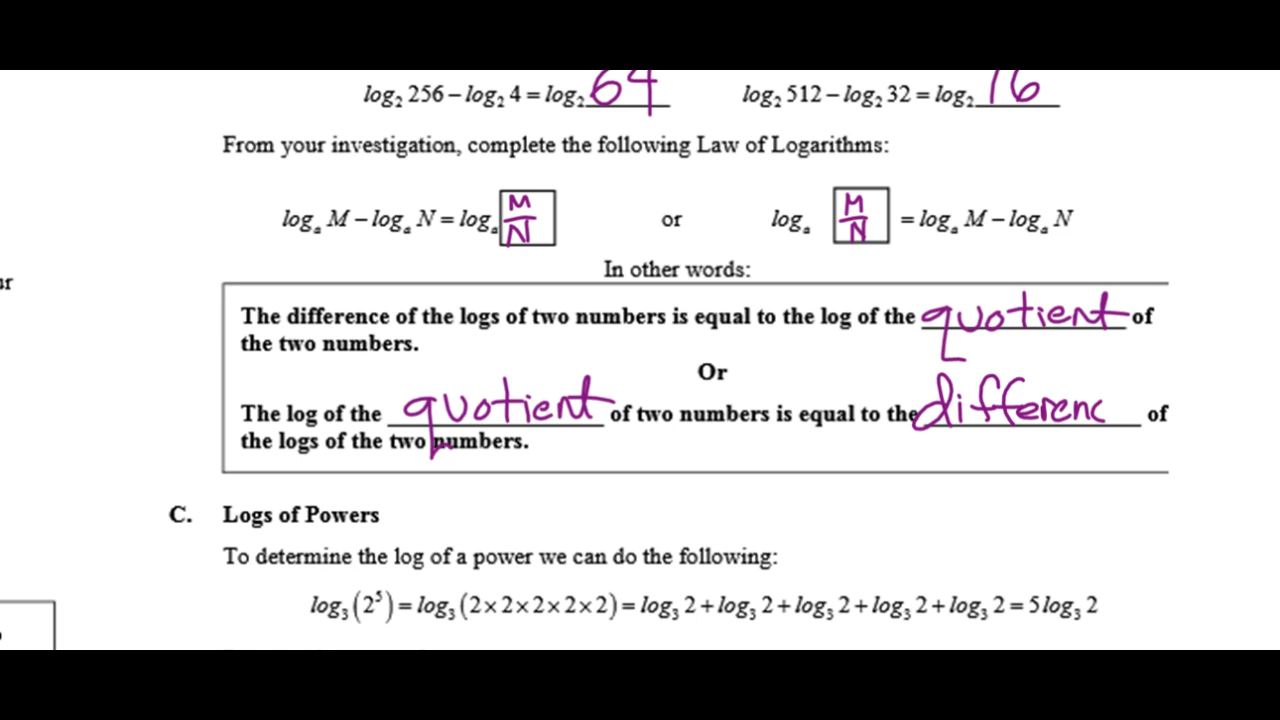 log₂ 256 − log₂ 4 = log₂ 64 log₂ 512 − log₂ 32 = log₂ 16
From your investigation, complete the following Law of Logarithms:
logₐ M − logₐ N = logₐ M/N or logₐ M/N = logₐ M − logₐ N
In other words:
The difference of the logs of two numbers is equal to the log of the quotient of
the two numbers.
Or
The log of the quotient of two numbers is equal to the differenc of
the logs of the two numbers.
C. Logs of Powers
To determine the log of a power we can do the following:
log₃(2⁵) = log₃(2×2×2×2×2) = log₃ 2 + log₃ 2 + log₃ 2 + log₃ 2 + log₃ 2 = 5 log₃ 2